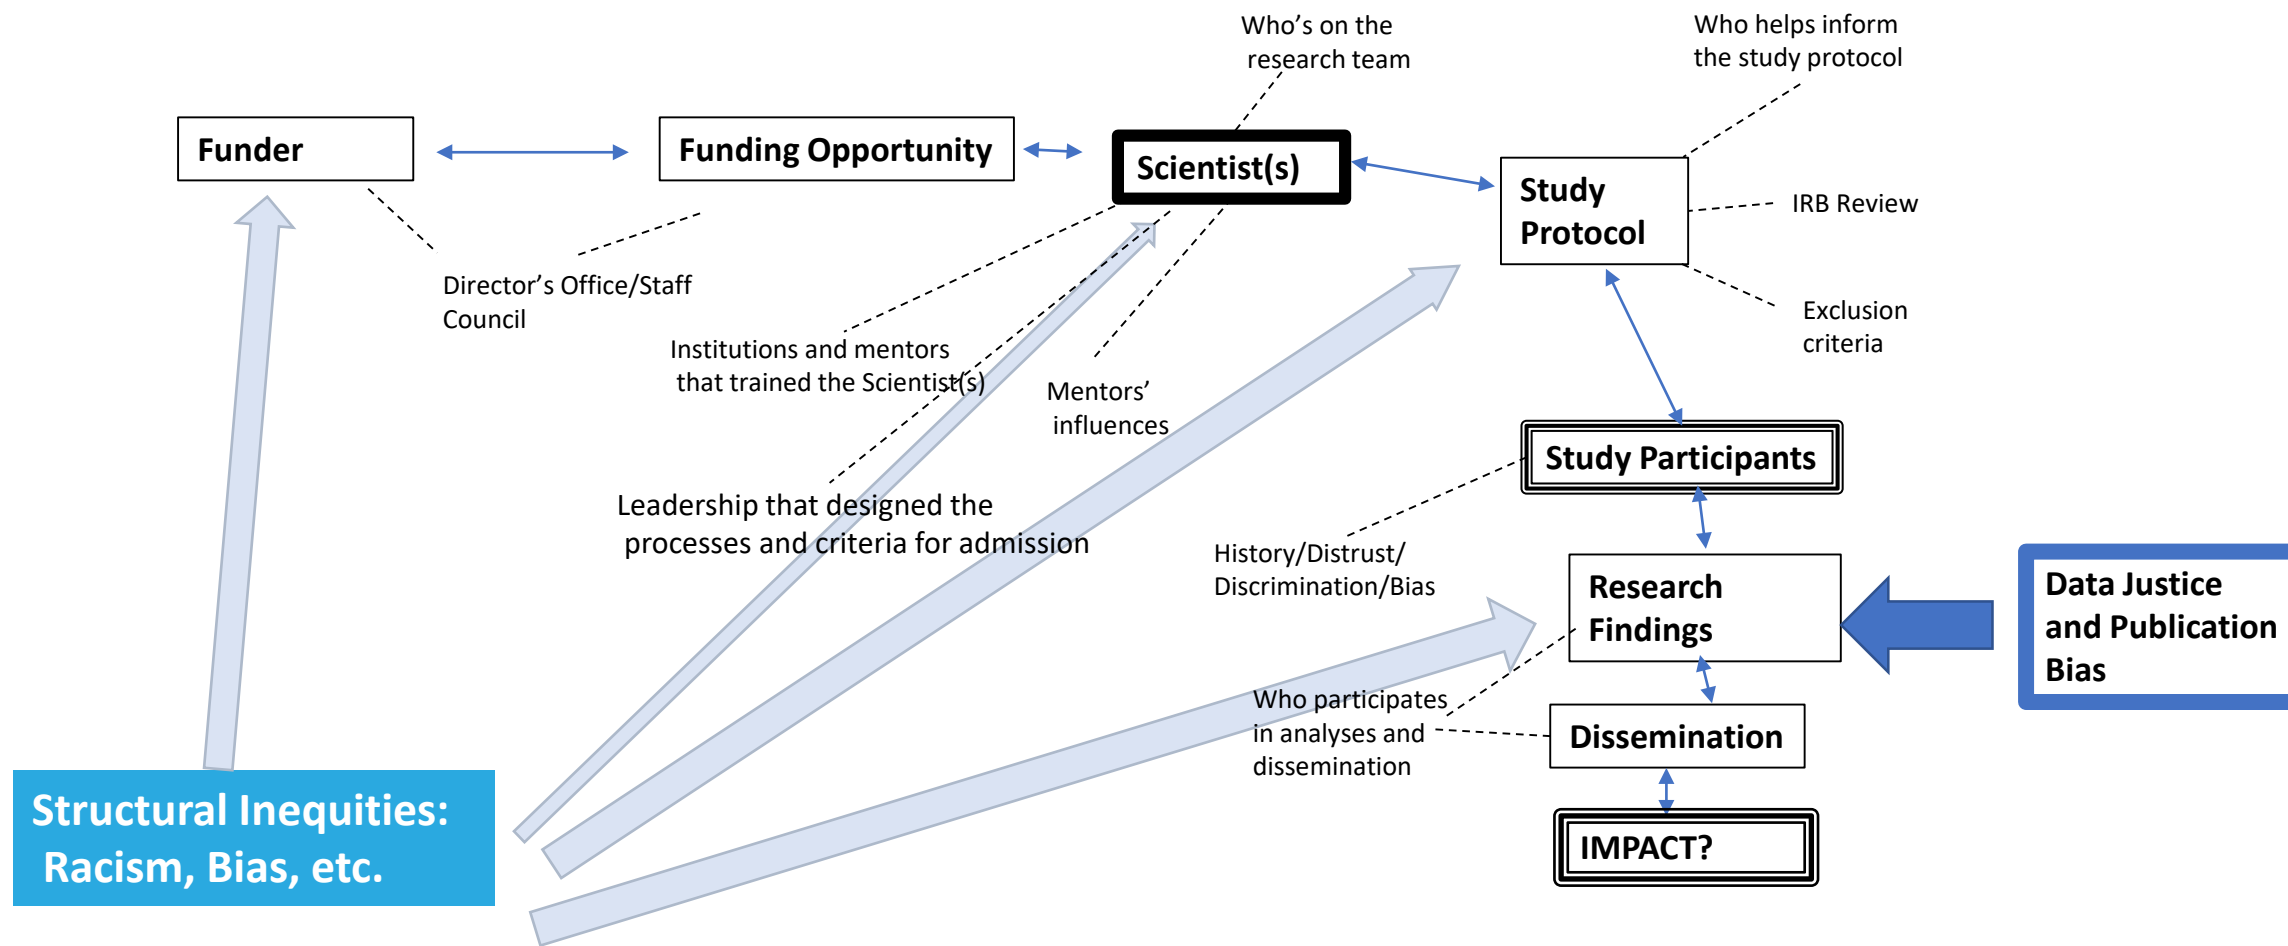 Who's on the
research team
Who helps inform
the study protocol
Funder
Funding Opportunity
Scientist(s)
Study
Protocol
IRB Review
Director's Office/Staff
Council
Exclusion
criteria
Institutions and mentors
that trained the Scientist(s)
Mentors'
influences
Study Participants
Leadership that designed the
processes and criteria for admission
History/Distrust/
Discrimination/Bias
Research
Findings
Data Justice
and Publication
Bias
Who participates
in analyses and
dissemination
Dissemination
Structural Inequities:
Racism, Bias, etc.
IMPACT?